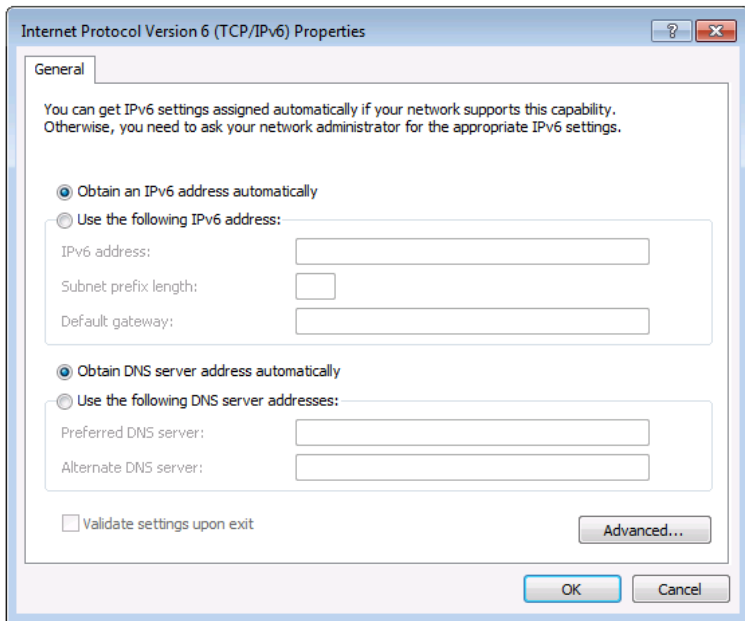 Internet Protocol Version 6 (TCP/IPv6) Properties
General
You can get IPv6 settings assigned automatically if your network supports this capability.
Otherwise, you need to ask your network administrator for the appropriate IPv6 settings.
Obtain an IPv6 address automatically
Use the following IPv6 address:
IPv6 address:
Subnet prefix length:
Default gateway:
Obtain DNS server address automatically
Use the following DNS server addresses:
Preferred DNS server:
Alternate DNS server:
Validate settings upon exit
Advanced...
OK Cancel